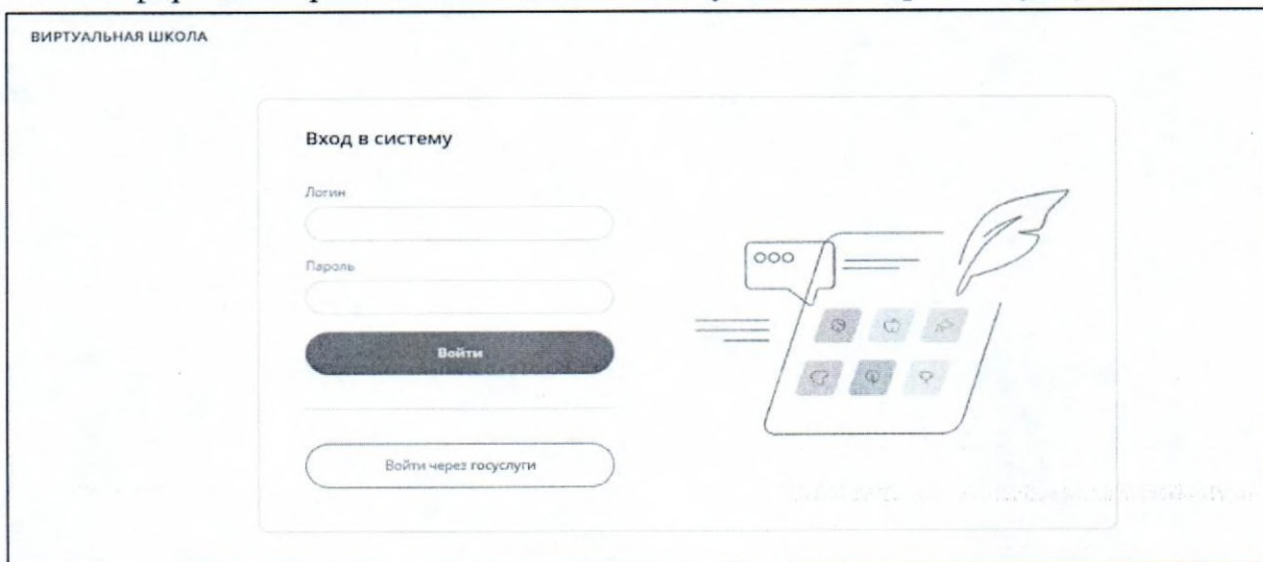 ВИРТУАЛЬНАЯ ШКОЛА
Вход в систему
Логин
Пароль
Войти
Войти через госуслуги